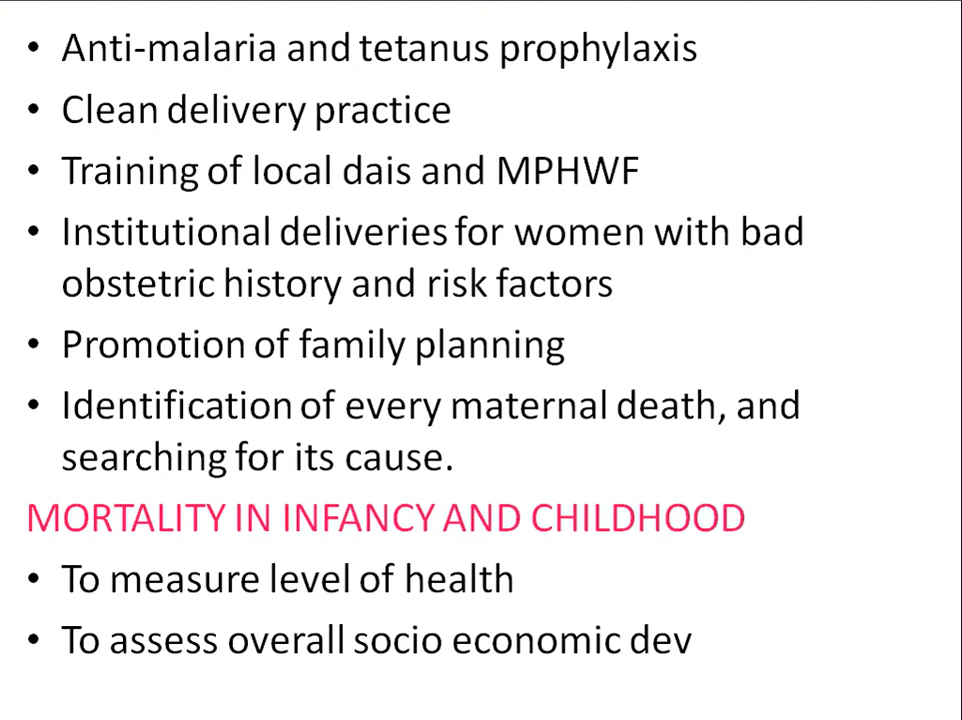 • Anti-malaria and tetanus prophylaxis
• Clean delivery practice
• Training of local dais and MPHWF
• Institutional deliveries for women with bad
obstetric history and risk factors
• Promotion of family planning
• Identification of every maternal death, and
searching for its cause.
MORTALITY IN INFANCY AND CHILDHOOD
• To measure level of health
• To assess overall socio economic dev